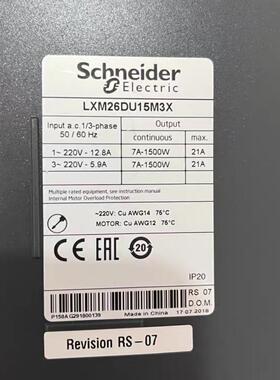 Schneider
Electric
LXM26DU15M3X
Input a.c.1/3-phase Output
50 / 60 Hz continuous max.
1~ 220V - 12.8A 7A-1500W 21A
3~ 220V - 5.9A 7A-1500W 21A
Multiple rated equipment, see instructions manual
Internal Motor Overload Protection
~220V: Cu AWG14 75°C
MOTOR: Cu AWG12 75°C
CE EAC 20
IP20
RS 07
D.O.M.
P158AG291800139 Made in China 17.07.2018
Revision RS-07